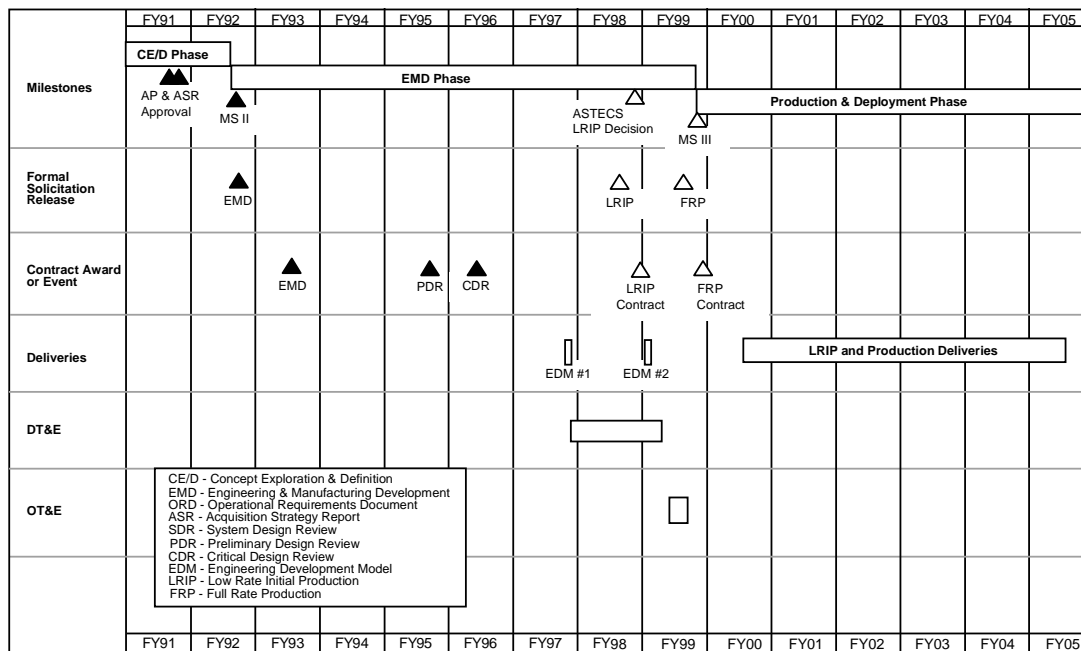 FY91 FY92 FY93 FY94 FY95 FY96 FY97 FY98 FY99 FY00 FY01 FY02 FY03 FY04 FY05
CE/D Phase
EMD Phase
Production & Deployment Phase
Milestones
AP & ASR
Approval
MS II
ASTECS
LRIP Decision
MS III
Formal
Solicitation
Release
EMD
LRIP
FRP
Contract Award
or Event
EMD
PDR
CDR
LRIP
Contract
FRP
Contract
Deliveries
EDM #1
EDM #2
LRIP and Production Deliveries
DT&E
OT&E
CE/D - Concept Exploration & Definition
EMD - Engineering & Manufacturing Development
ORD - Operational Requirements Document
ASR - Acquisition Strategy Report
SDR - System Design Review
PDR - Preliminary Design Review
CDR - Critical Design Review
EDM - Engineering Development Model
LRIP - Low Rate Initial Production
FRP - Full Rate Production
FY91 FY92 FY93 FY94 FY95 FY96 FY97 FY98 FY99 FY00 FY01 FY02 FY03 FY04 FY05